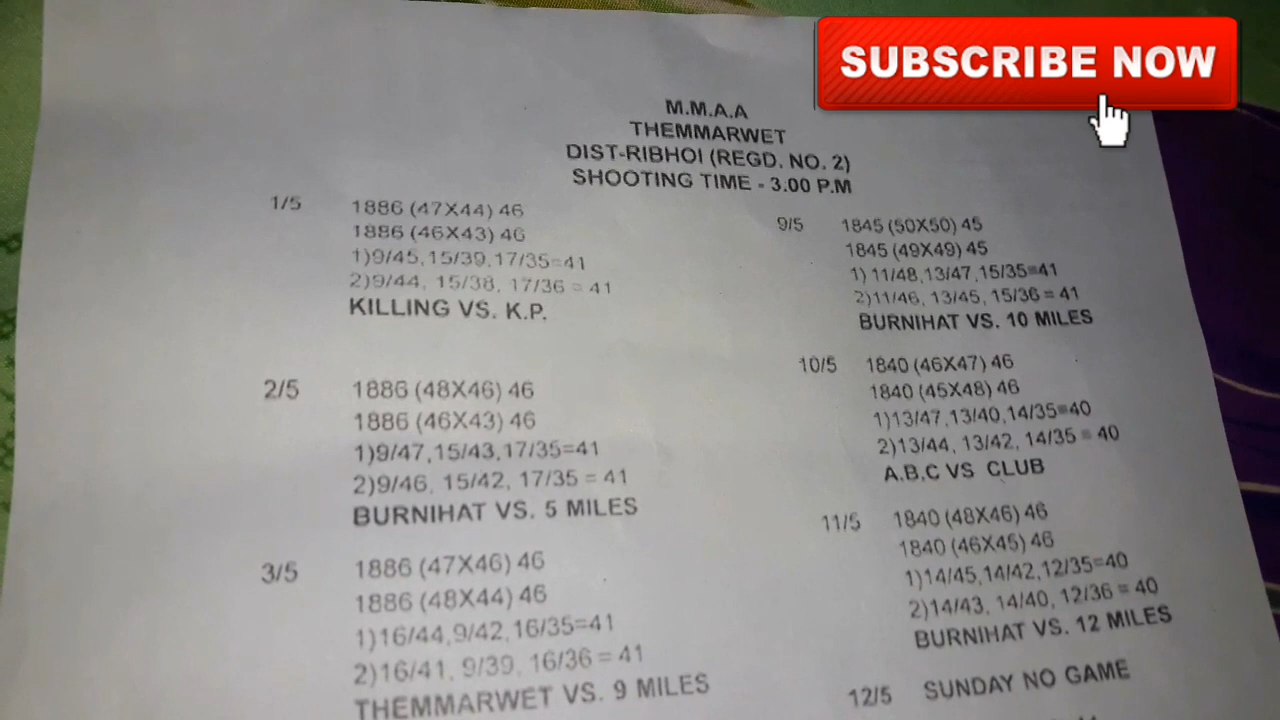 SUBSCRIBE NOW
M.M.A.A
THEMMARWET
DIST-RIBHOI (REGD. NO. 2)
SHOOTING TIME - 3.00 P.M
1/5 1886 (47X44) 46
1886 (46X43) 46
1)9/45,15/39,17/35=41
2)9/44, 15/38, 17/36 = 41
KILLING VS. K.P.
2/5 1886 (48X46) 46
1886 (46X43) 46
1)9/47,15/43,17/35=41
2)9/46, 15/42, 17/35 = 41
BURNIHAT VS. 5 MILES
3/5 1886 (47X46) 46
1886 (48X44) 46
1)16/44,9/42,16/35=41
2)16/41, 9/39, 16/36 = 41
THEMMARWET VS. 9 MILES
9/5 1845 (50X50) 45
1845 (49X49) 45
1) 11/48,13/47,15/35=41
2)11/46, 13/45, 15/36 = 41
BURNIHAT VS. 10 MILES
10/5 1840 (46X47) 46
1840 (45X48) 46
1)13/47,13/40,14/35=40
2)13/44, 13/42, 14/35 = 40
A.B.C VS CLUB
11/5 1840 (48X46) 46
1840 (46X45) 46
1)14/45,14/42,12/35=40
2)14/43, 14/40, 12/36 = 40
BURNIHAT VS. 12 MILES
12/5 SUNDAY NO GAME